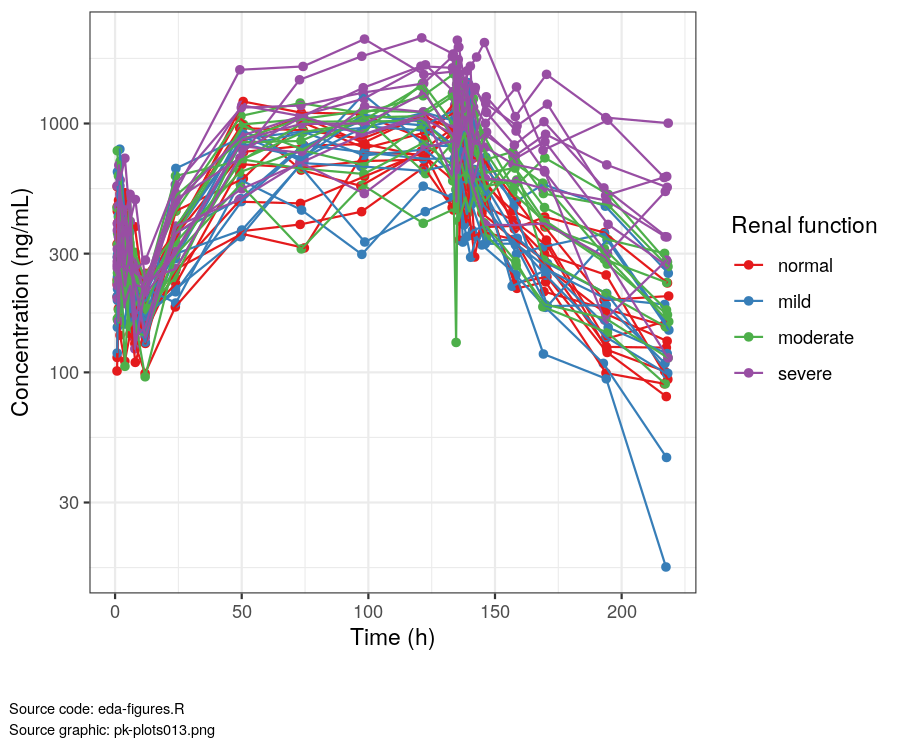 Concentration (ng/mL)
1000
300
100
30
0
50
100
150
200
Time (h)
Renal function
normal
mild
moderate
severe
Source code: eda-figures.R
Source graphic: pk-plots013.png